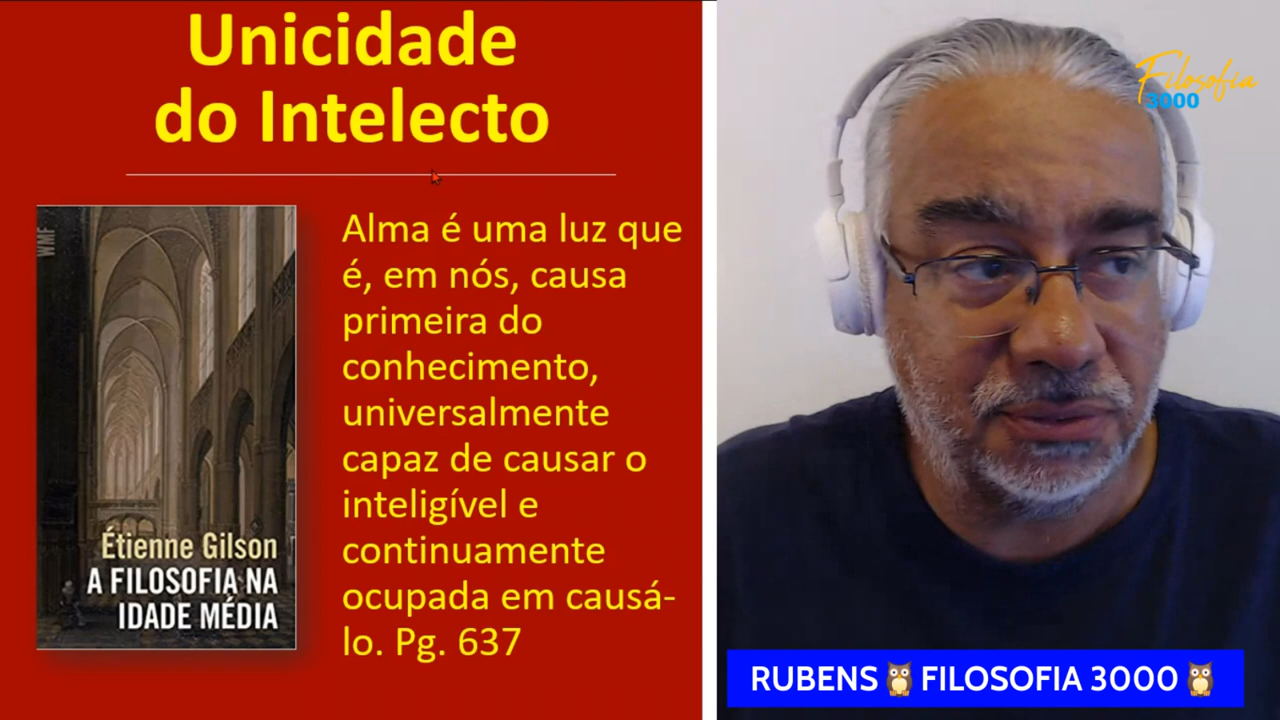 Unicidade
do Intelecto
WMF
Étienne Gilson
A FILOSOFIA NA
IDADE MÉDIA
Alma é uma luz que
é, em nós, causa
primeira do
conhecimento,
universalmente
capaz de causar o
inteligível e
continuamente
ocupada em causá-
lo. Pg. 637
Filosofia
3000
RUBENS🦉FILOSOFIA 3000🦉